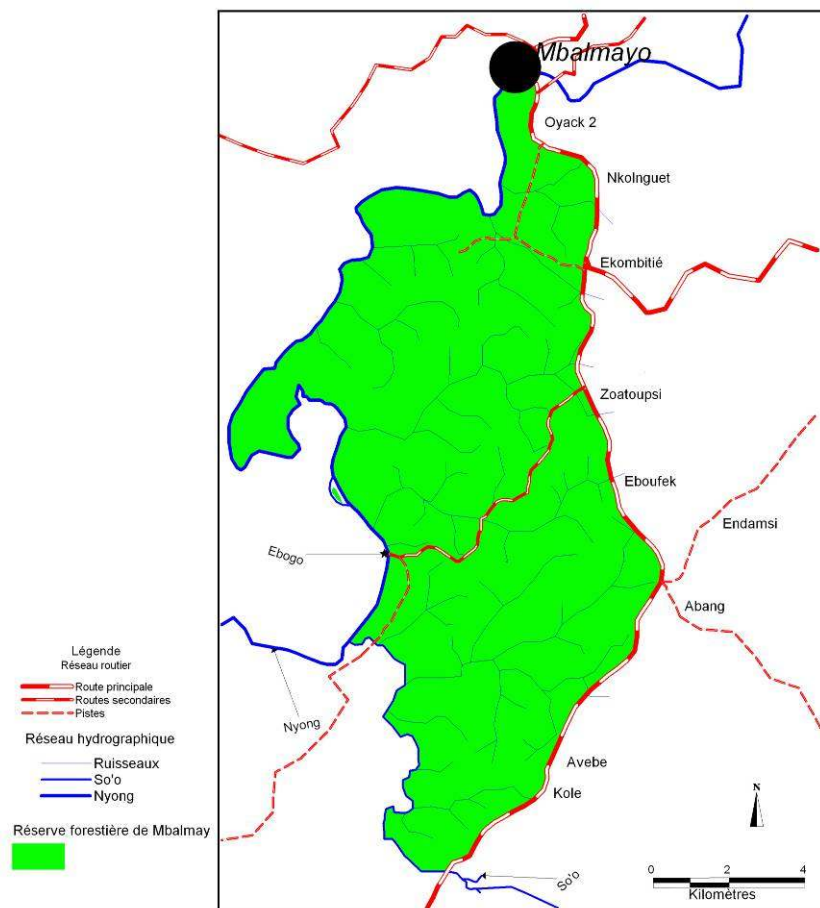 Mbalmayo
Oyack 2
Nkolnguet
Ekombitié
Zoatoupsi
Eboufek
Endamsi
Ebogo
Abang
Nyong
Avebe
Kole
So'o
N
0 2 4
Kilomètres
Légende
Réseau routier
Route principale
Routes secondaires
Pistes
Réseau hydrographique
Ruisseaux
So'o
Nyong
Réserve forestière de Mbalmay